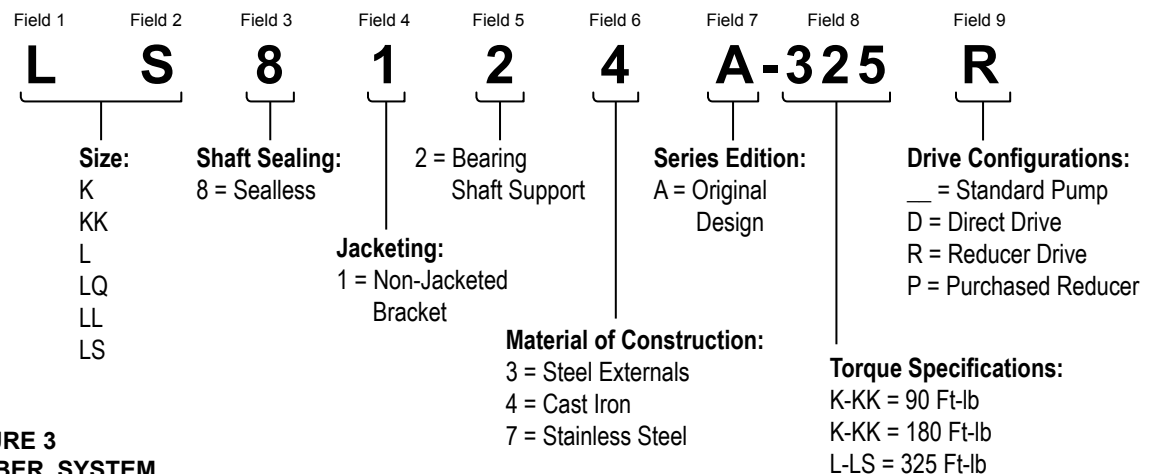 Field 1 Field 2 Field 3 Field 4 Field 5 Field 6 Field 7 Field 8 Field 9
L S 8 1 2 4 A-325 R
Size:
K
KK
L
LQ
LL
LS
Shaft Sealing:
8 = Sealless
Jacketing:
1 = Non-Jacketed
Bracket
2 = Bearing
Shaft Support
Material of Construction:
3 = Steel Externals
4 = Cast Iron
7 = Stainless Steel
Series Edition:
A = Original
Design
Torque Specifications:
K-KK = 90 Ft-lb
K-KK = 180 Ft-lb
L-LS = 325 Ft-lb
Drive Configurations:
__ = Standard Pump
D = Direct Drive
R = Reducer Drive
P = Purchased Reducer
URE 3
BER SYSTEM